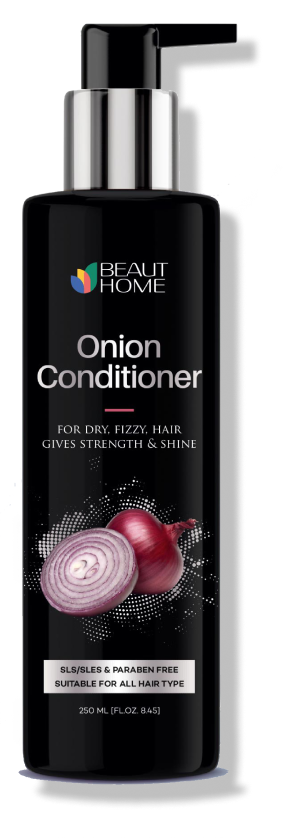 BEAUT
HOME
Onion
Conditioner
FOR DRY, FIZZY, HAIR
GIVES STRENGTH & SHINE
SLS/SLES & PARABEN FREE
SUITABLE FOR ALL HAIR TYPE
250 ML [FL.OZ. 8.45]